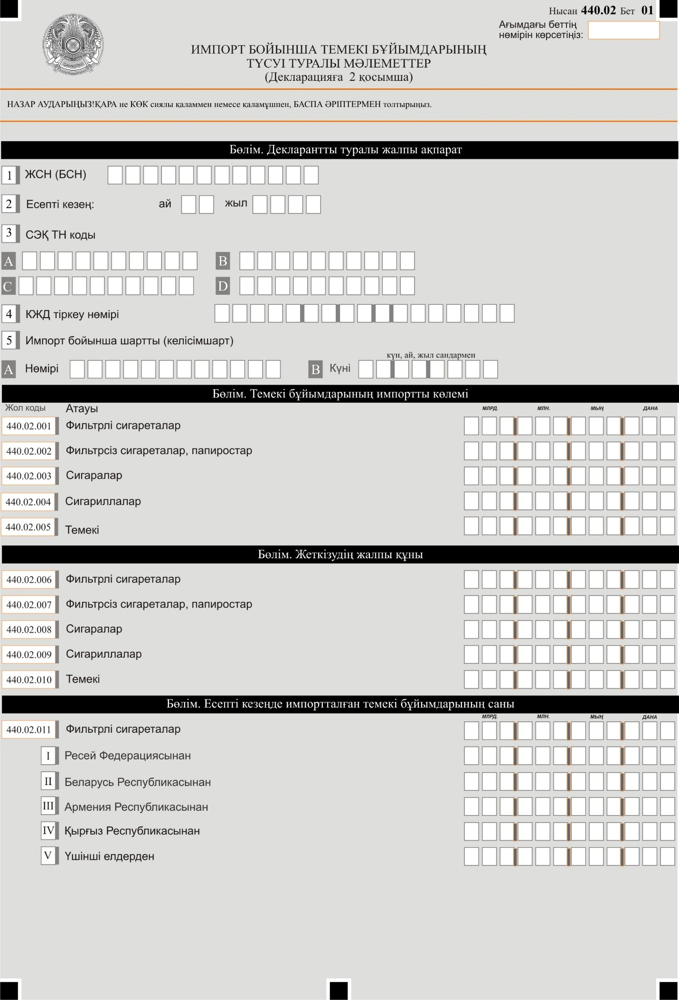 Нысан 440.02 Бет 01
Ағымдағы беттің
нөмірін көрсетіңіз:
ИМПОРТ БОЙЫНША ТЕМЕКІ БҰЙЫМДАРЫНЫҢ
ТҮСУІ ТУРАЛЫ МӘЛЕМЕТТЕР
(Декларацияға 2 қосымша)
НАЗАР АУДАРЫҢЫЗ!ҚАРА не КӨК сиялы қаламмен немесе қаламұшпен, БАСПА ӘРІПТЕРМЕН толтырыңыз.
Бөлім. Декларантты туралы жалпы ақпарат
1 ЖСН (БСН)
2 Есепті кезең: ай жыл
3 СЭҚ ТН коды
A B
C D
4 КЖД тіркеу нөмірі
5 Импорт бойынша шартты (келісімшарт)
күн, ай, жыл сандармен
A Нөмірі B Күні
Бөлім. Темекі бұйымдарының импортты көлемі
Жол коды Атауы МЛРД. МЛН. МЫҢ ДАНА
440.02.001 Фильтрлі сигареталар
440.02.002 Фильтрсіз сигареталар, папиростар
440.02.003 Сигаралар
440.02.004 Сигариллалар
440.02.005 Темекі
Бөлім. Жеткізудің жалпы құны
440.02.006 Фильтрлі сигареталар
440.02.007 Фильтрсіз сигареталар, папиростар
440.02.008 Сигаралар
440.02.009 Сигариллалар
440.02.010 Темекі
Бөлім. Есепті кезеңде импортталған темекі бұйымдарының саны
МЛРД. МЛН. МЫҢ ДАНА
440.02.011 Фильтрлі сигареталар
I Ресей Федерациясынан
II Беларусь Республикасынан
III Армения Республикасынан
IV Қырғыз Республикасынан
V Үшінші елдерден